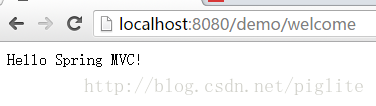 localhost:8080/demo/welcome
Hello Spring MVC!
http://blog.csdn.net/piglite